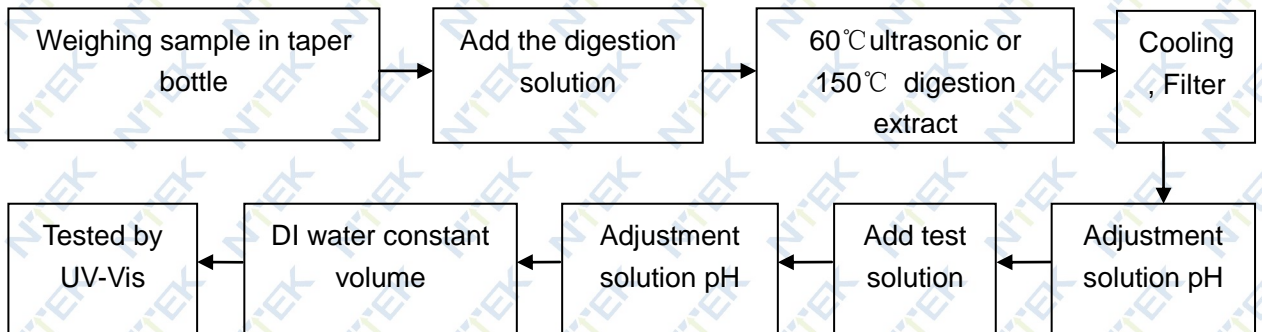 Weighing sample in taper
bottle
Add the digestion
solution
60℃ultrasonic or
150℃ digestion
extract
Cooling
, Filter
Adjustment
solution pH
Add test
solution
Adjustment
solution pH
DI water constant
volume
Tested by
UV-Vis
NTEK